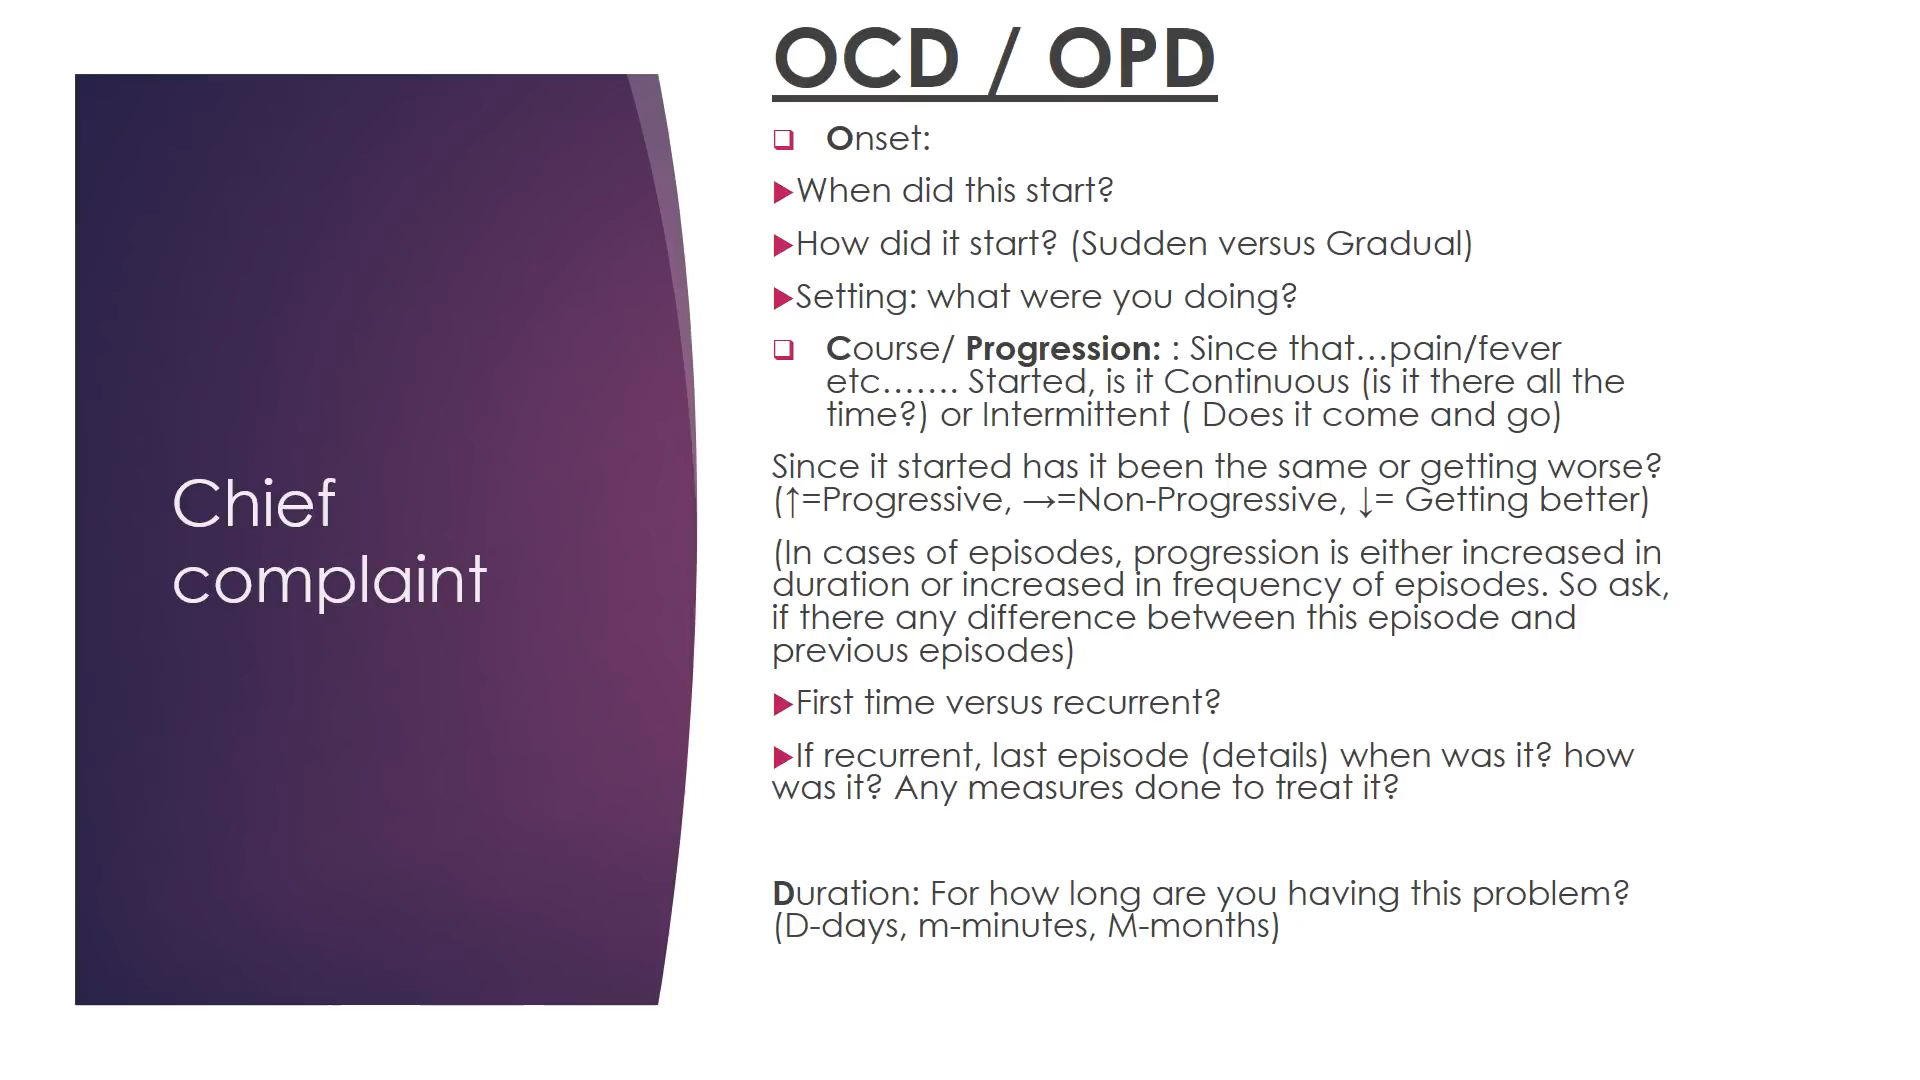 Chief
complaint
OCD / OPD
❑ Onset:
▶When did this start?
▶How did it start? (Sudden versus Gradual)
▶Setting: what were you doing?
❑ Course/ Progression: : Since that…pain/fever
etc……. Started, is it Continuous (is it there all the
time?) or Intermittent ( Does it come and go)
Since it started has it been the same or getting worse?
(↑=Progressive, →=Non-Progressive, ↓= Getting better)
(In cases of episodes, progression is either increased in
duration or increased in frequency of episodes. So ask,
if there any difference between this episode and
previous episodes)
▶First time versus recurrent?
▶If recurrent, last episode (details) when was it? how
was it? Any measures done to treat it?
Duration: For how long are you having this problem?
(D-days, m-minutes, M-months)